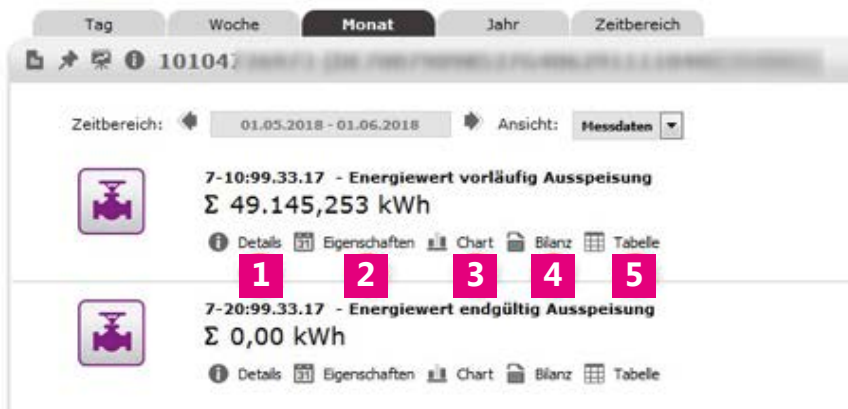 Tag Woche Monat Jahr Zeitbereich
Zeitbereich: 01.05.2018 - 01.06.2018 Ansicht: Messdaten
7-10:99.33.17 - Energiewert vorläufig Ausspeisung
Σ 49.145,253 kWh
Details 31 Eigenschaften Chart Bilanz Tabelle
1 2 3 4 5
7-20:99.33.17 - Energiewert endgültig Ausspeisung
Σ 0,00 kWh
Details 31 Eigenschaften Chart Bilanz Tabelle